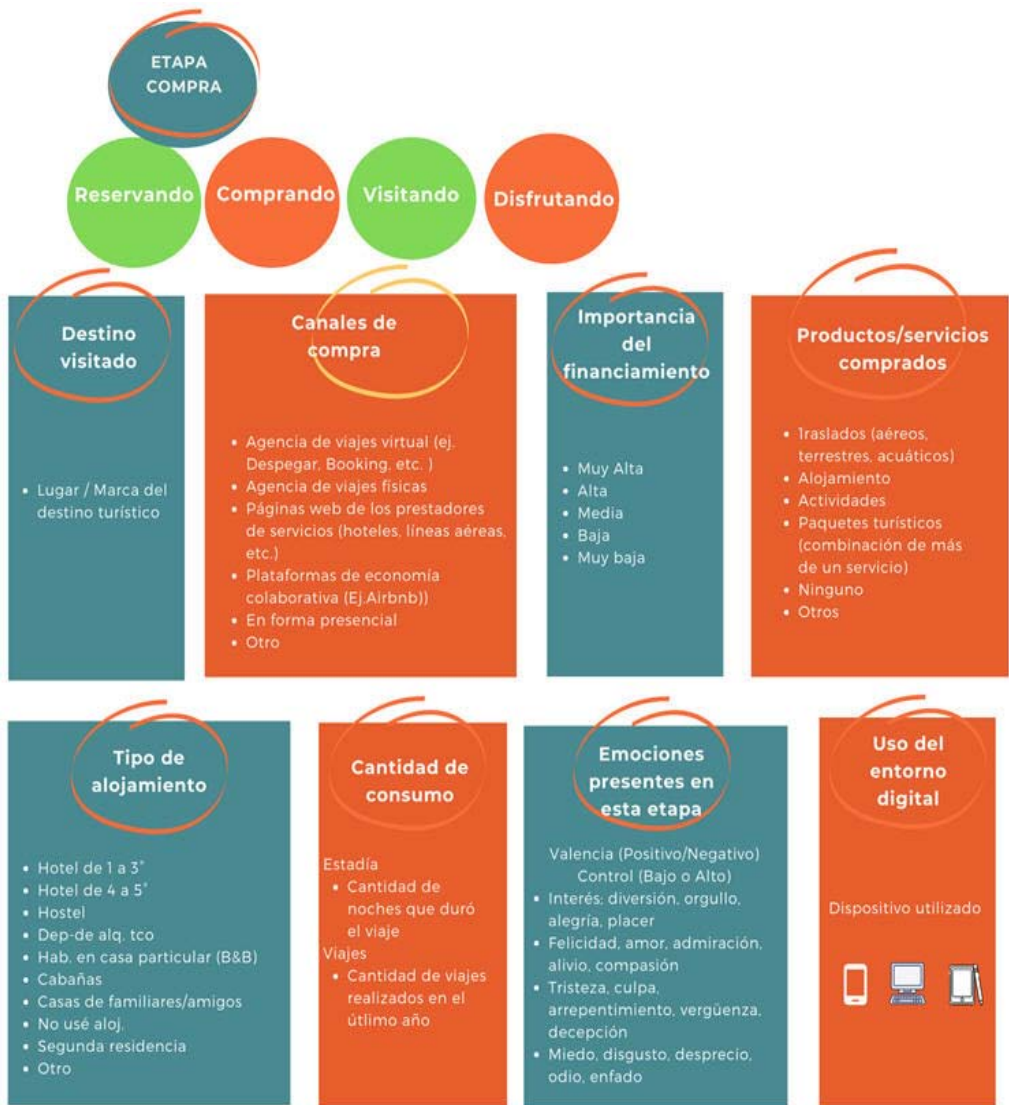 ETAPA
COMPRA
Reservando
Comprando
Visitando
Disfrutando
Destino
visitado
• Lugar / Marca del
destino turístico
Canales de
compra
• Agencia de viajes virtual (ej.
Despegar, Booking, etc. )
• Agencia de viajes físicas
• Páginas web de los prestadores
de servicios (hoteles, líneas aéreas,
etc.)
• Plataformas de economía
colaborativa (Ej.Airbnb))
• En forma presencial
• Otro
Importancia
del
financiamiento
• Muy Alta
• Alta
• Media
• Baja
• Muy baja
Productos/servicios
comprados
• Traslados (aéreos,
terrestres, acuáticos)
• Alojamiento
• Actividades
• Paquetes turísticos
(combinación de más
de un servicio)
• Ninguno
• Otros
Tipo de
alojamiento
• Hotel de 1 a 3*
• Hotel de 4 a 5*
• Hostel
• Dep-de alq. tco
• Hab. en casa particular (B&B)
• Cabañas
• Casas de familiares/amigos
• No usé aloj.
• Segunda residencia
• Otro
Cantidad de
consumo
Estadía
• Cantidad de
noches que duró
el viaje
Viajes
• Cantidad de viajes
realizados en el
útlimo año
Emociones
presentes en
esta etapa
Valencia (Positivo/Negativo)
Control (Bajo o Alto)
• Interés: diversión, orgullo,
alegría, placer
• Felicidad, amor, admiración,
alivio, compasión
• Tristeza, culpa,
arrepentimiento, vergüenza,
decepción
• Miedo, disgusto, desprecio,
odio, enfado
Uso del
entorno
digital
Dispositivo utilizado